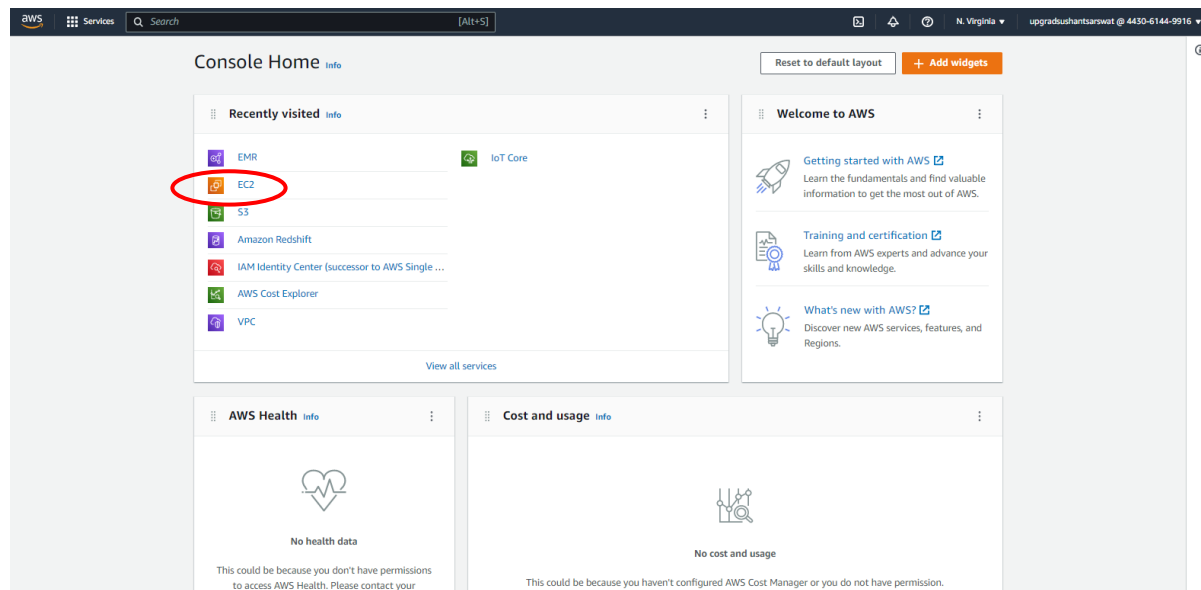 aws Services Search [Alt+S] N. Virginia upgradsushantsarswat @ 4430-6144-9916
Console Home Info
Reset to default layout
+ Add widgets
Recently visited Info
EMR
EC2
S3
Amazon Redshift
IAM Identity Center (successor to AWS Single ...
AWS Cost Explorer
VPC
IoT Core
View all services
Welcome to AWS
Getting started with AWS
Learn the fundamentals and find valuable
information to get the most out of AWS.
Training and certification
Learn from AWS experts and advance your
skills and knowledge.
What's new with AWS?
Discover new AWS services, features, and
Regions.
AWS Health Info
No health data
This could be because you don't have permissions
to access AWS Health. Please contact your
Cost and usage Info
No cost and usage
This could be because you haven't configured AWS Cost Manager or you do not have permission.